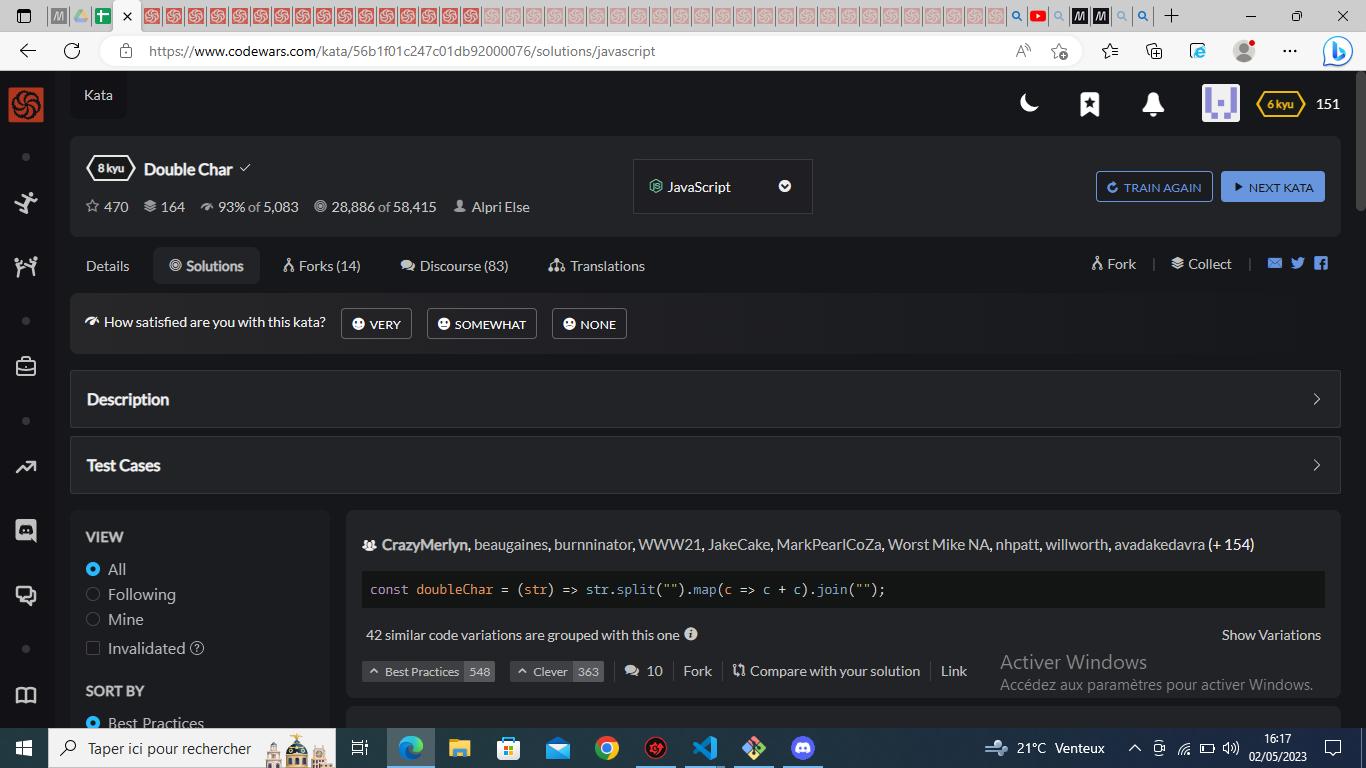 https://www.codewars.com/kata/56b1f01c247c01db92000076/solutions/javascript
Kata
6 kyu 151
8 kyu Double Char
JavaScript
TRAIN AGAIN NEXT KATA
470 164 93% of 5,083 28,886 of 58,415 Alpri Else
Details Solutions Forks (14) Discourse (83) Translations
Fork | Collect |
How satisfied are you with this kata? VERY SOMEWHAT NONE
Description
Test Cases
VIEW
All
Following
Mine
Invalidated
SORT BY
Best Practices
CrazyMerlyn, beaugaines, burnninator, WWW21, JakeCake, MarkPearlCoZa, Worst Mike NA, nhpatt, willworth, avadakedavra (+ 154)
const doubleChar = (str) => str.split("").map(c => c + c).join("");
42 similar code variations are grouped with this one
Show Variations
Best Practices 548 Clever 363 10 Fork Compare with your solution Link
Activer Windows
Accédez aux paramètres pour activer Windows.
Taper ici pour rechercher
21°C Venteux
16:17
02/05/2023